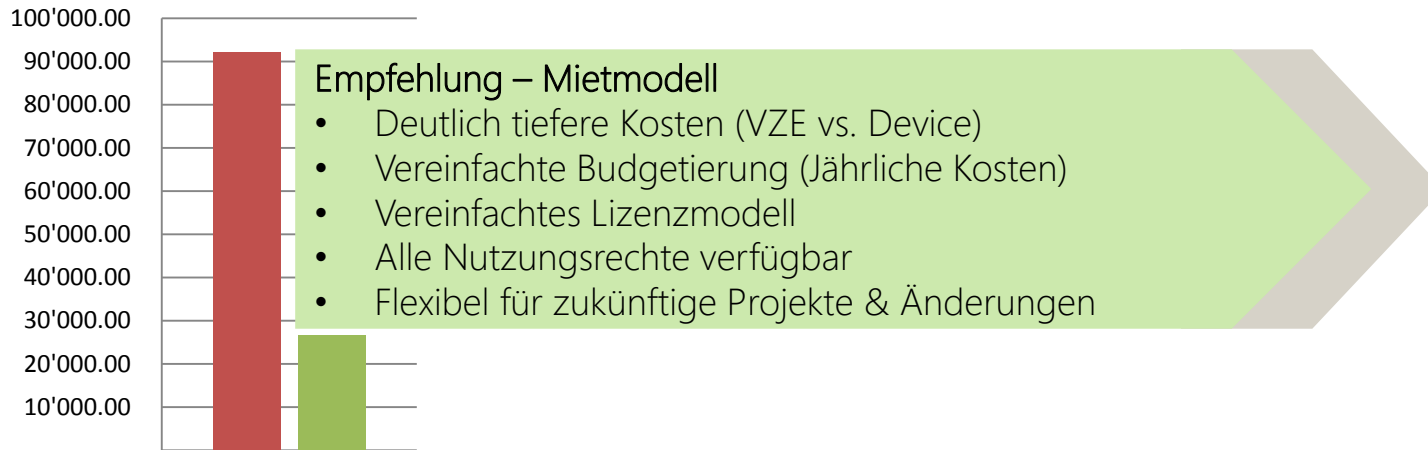 100'000.00
90'000.00
80'000.00
70'000.00
60'000.00
50'000.00
40'000.00
30'000.00
20'000.00
10'000.00
Empfehlung – Mietmodell
• Deutlich tiefere Kosten (VZE vs. Device)
• Vereinfachte Budgetierung (Jährliche Kosten)
• Vereinfachtes Lizenzmodell
• Alle Nutzungsrechte verfügbar
• Flexibel für zukünftige Projekte & Änderungen